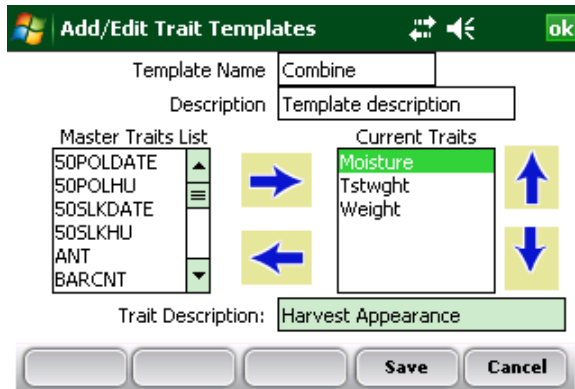 Add/Edit Trait Templates ok
Template Name Combine
Description Template description
Master Traits List Current Traits
50POLDATE Moisture
50POLHU Tstwght
50SLKDATE Weight
50SLKHU
ANT
BARCNT
Trait Description: Harvest Appearance
Save Cancel